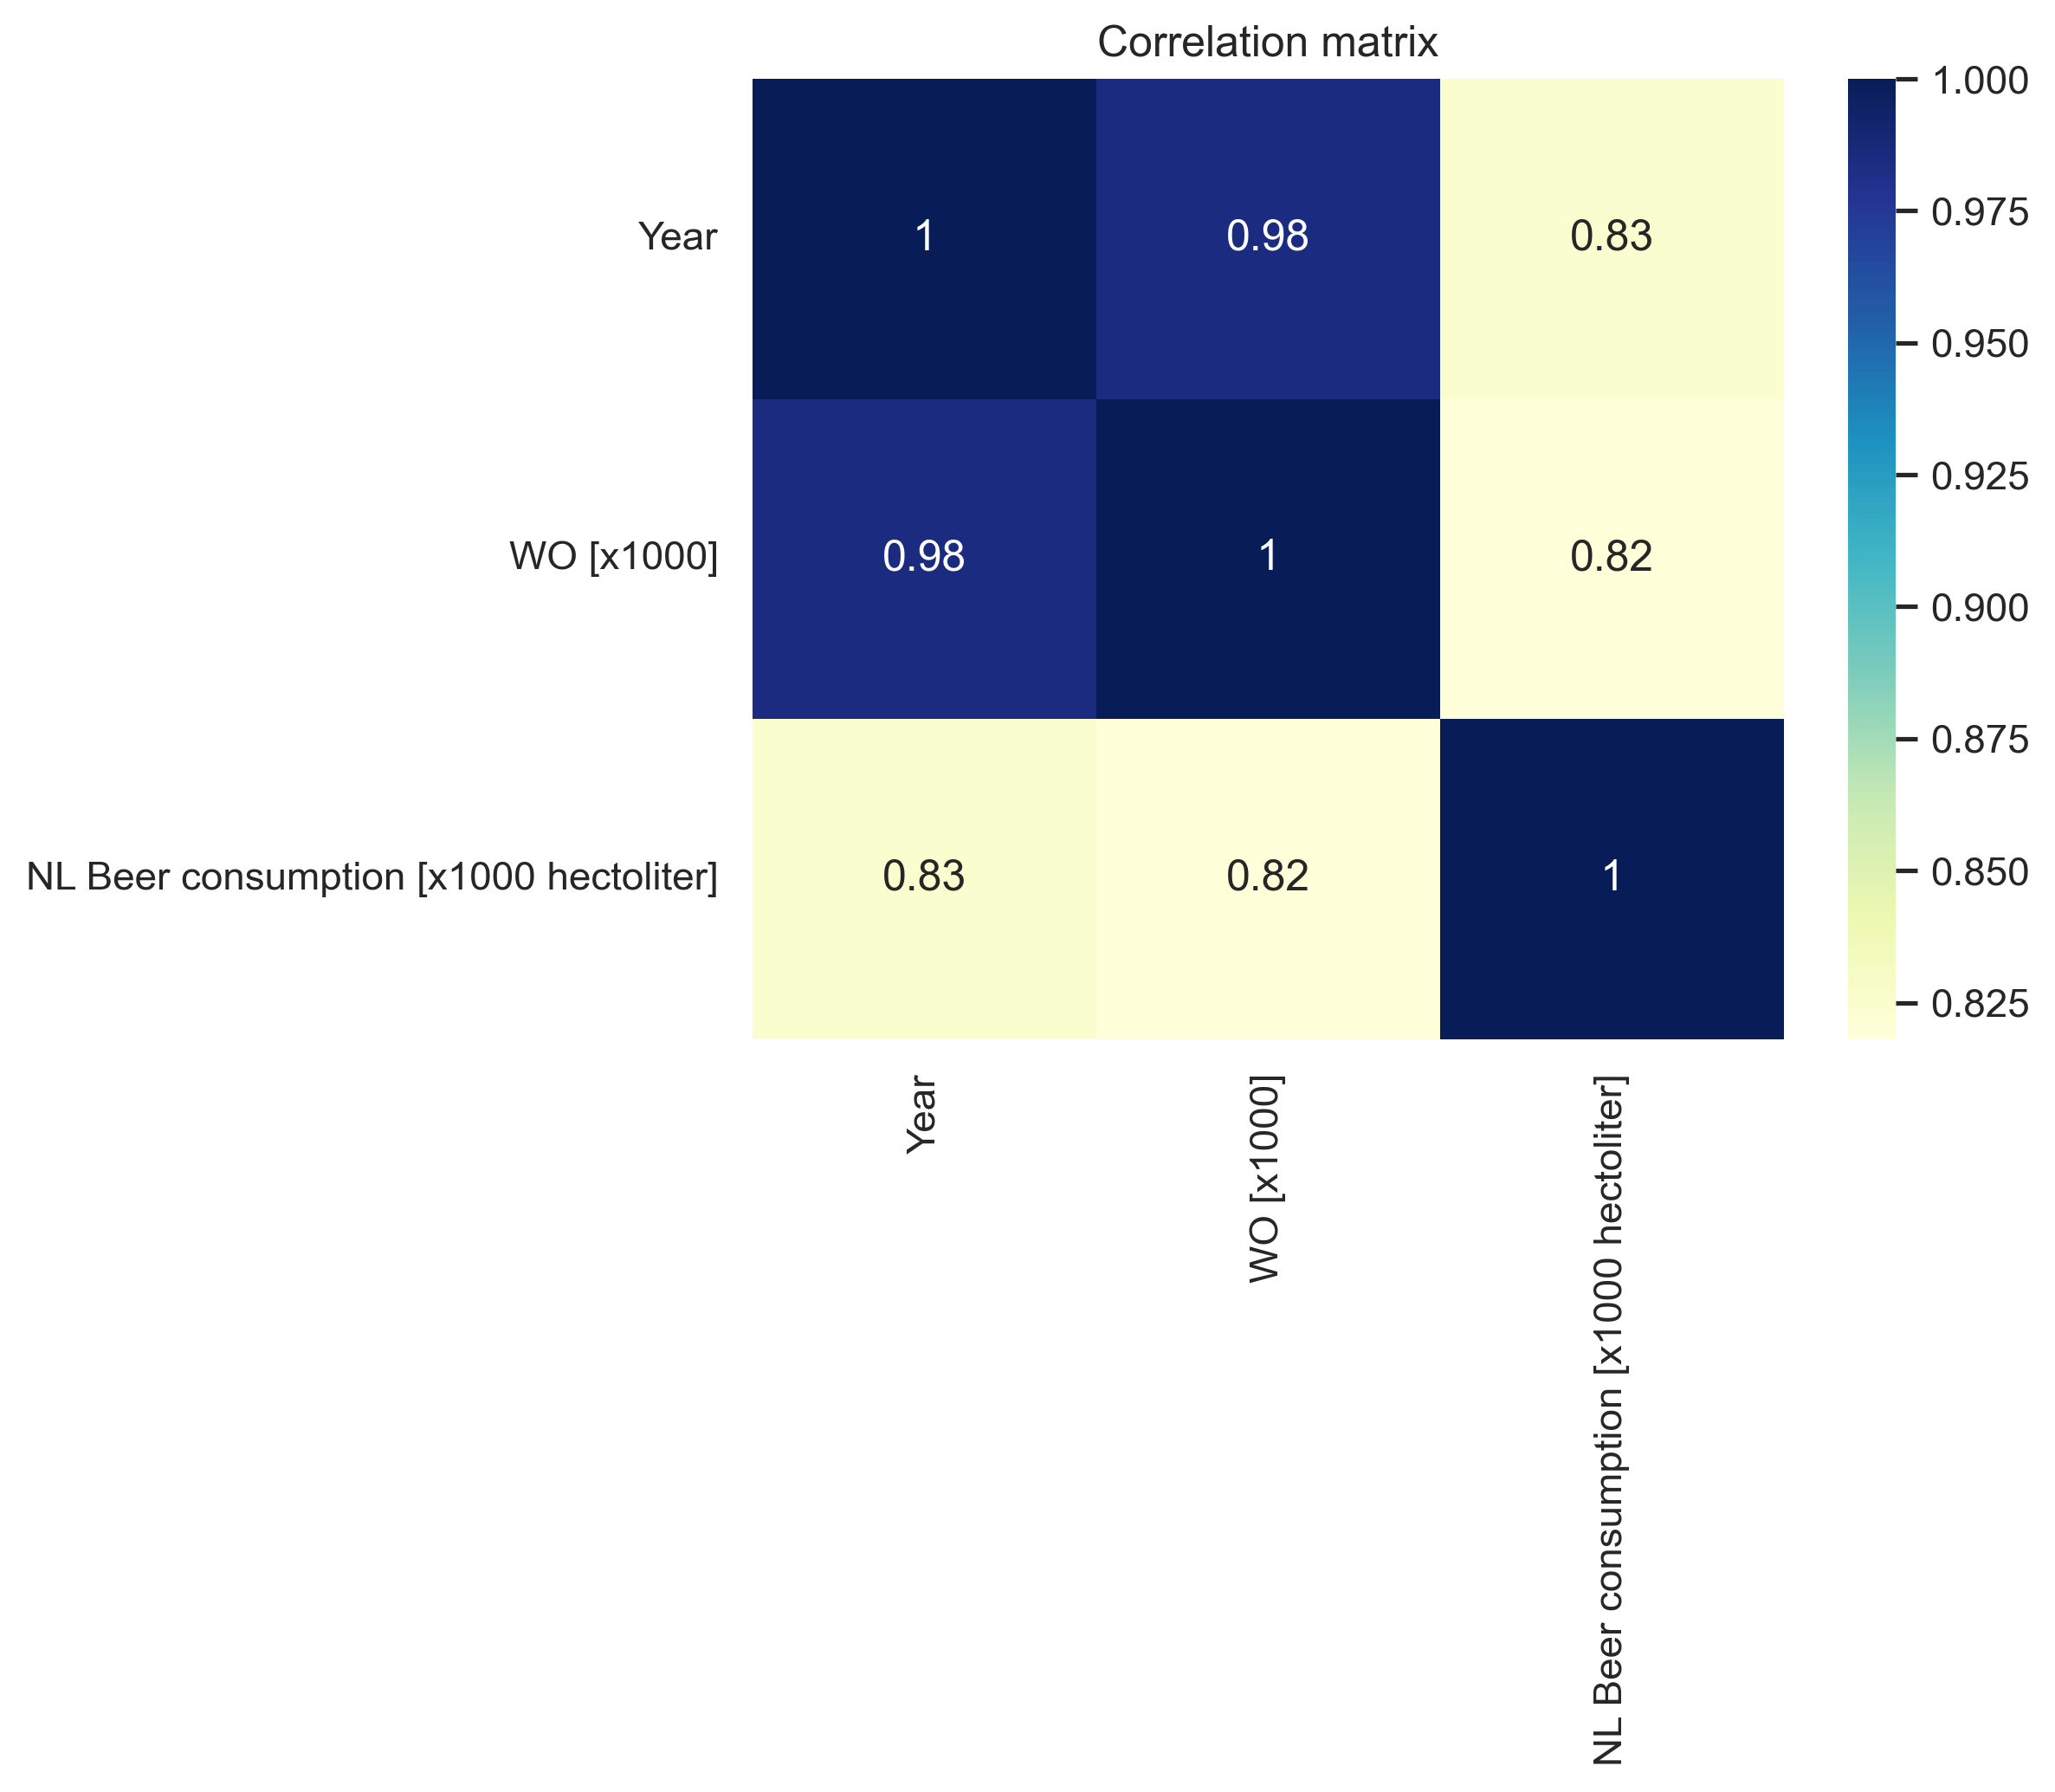 Correlation matrix
Year
1
0.98
0.83
WO [x1000]
0.98
1
0.82
NL Beer consumption [x1000 hectoliter]
0.83
0.82
1
Year
WO [x1000]
NL Beer consumption [x1000 hectoliter]
1.000
0.975
0.950
0.925
0.900
0.875
0.850
0.825